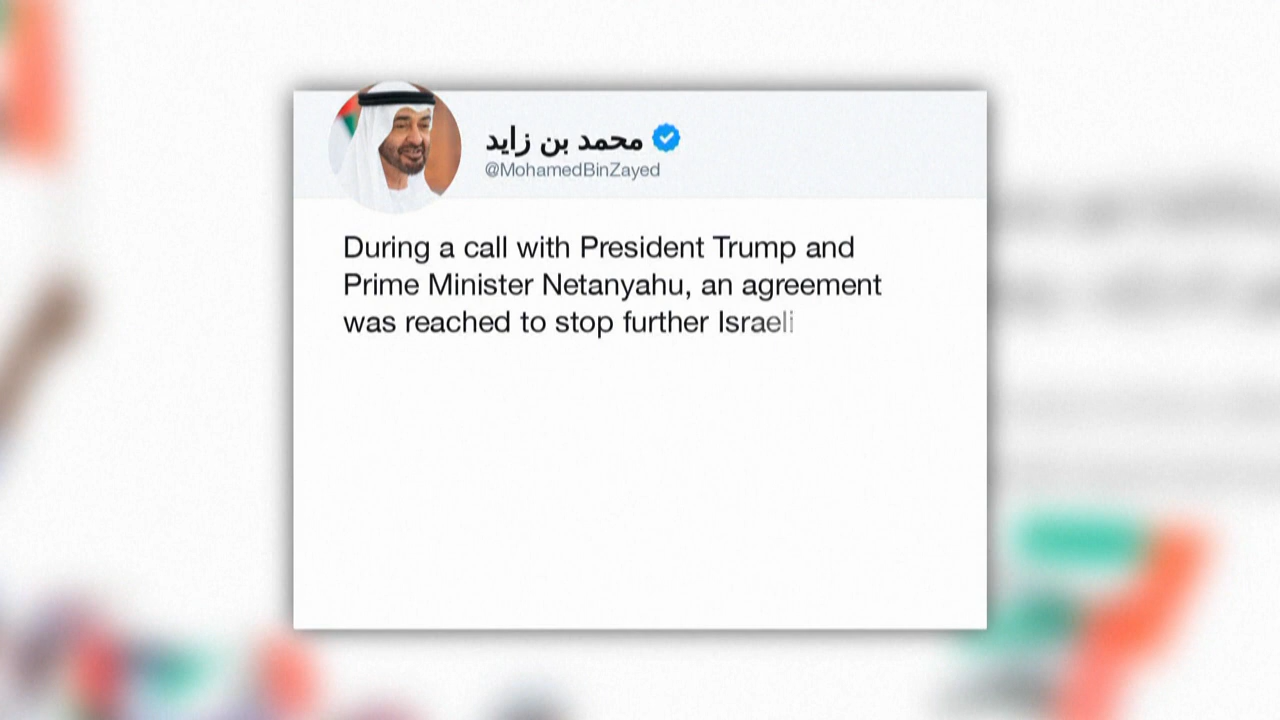 محمد بن زايد
@MohamedBinZayed
During a call with President Trump and
Prime Minister Netanyahu, an agreement
was reached to stop further Israeli